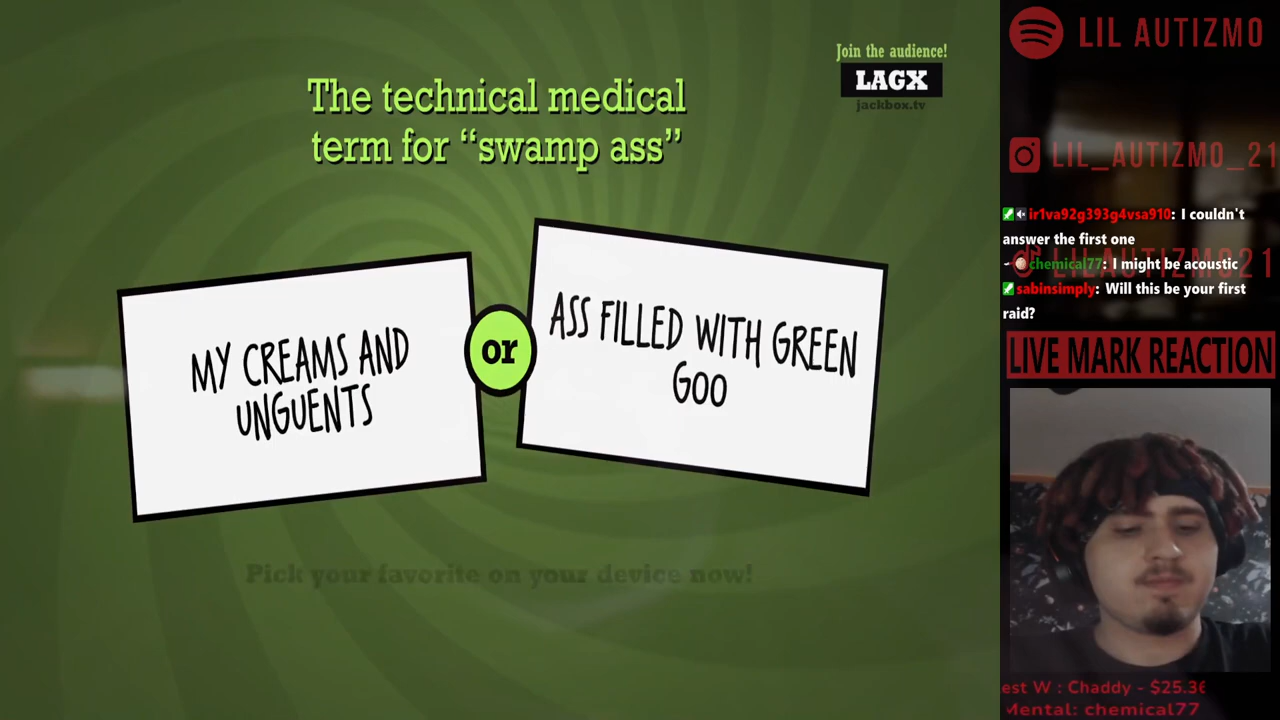 Join the audience!
LAGX
jackbox.tv
The technical medical
term for “swamp ass”
MY CREAMS AND
UNGUENTS
or
ASS FILLED WITH GREEN
GOO
Pick your favorite on your device now!
LIL AUTIZMO
LIL_AUTIZMO_21
LILAUTIZMO21
ir1va92g393g4vsa910: I couldn't
answer the first one
chemical77: I might be acoustic
sabinsimply: Will this be your first
raid?
LIVE MARK REACTION
est W : Chaddy - $25.36
Mental: chemical77